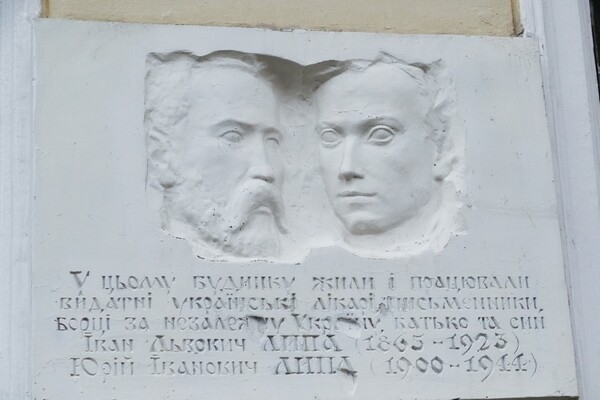 У цьому будинку жили і працювали
видатні українські лікарі, письменники,
борці за незалежну Україну, батько та син
Іван Львович ЛИПА (1865-1923)
Юрій Іванович ЛИПА (1900-1944)